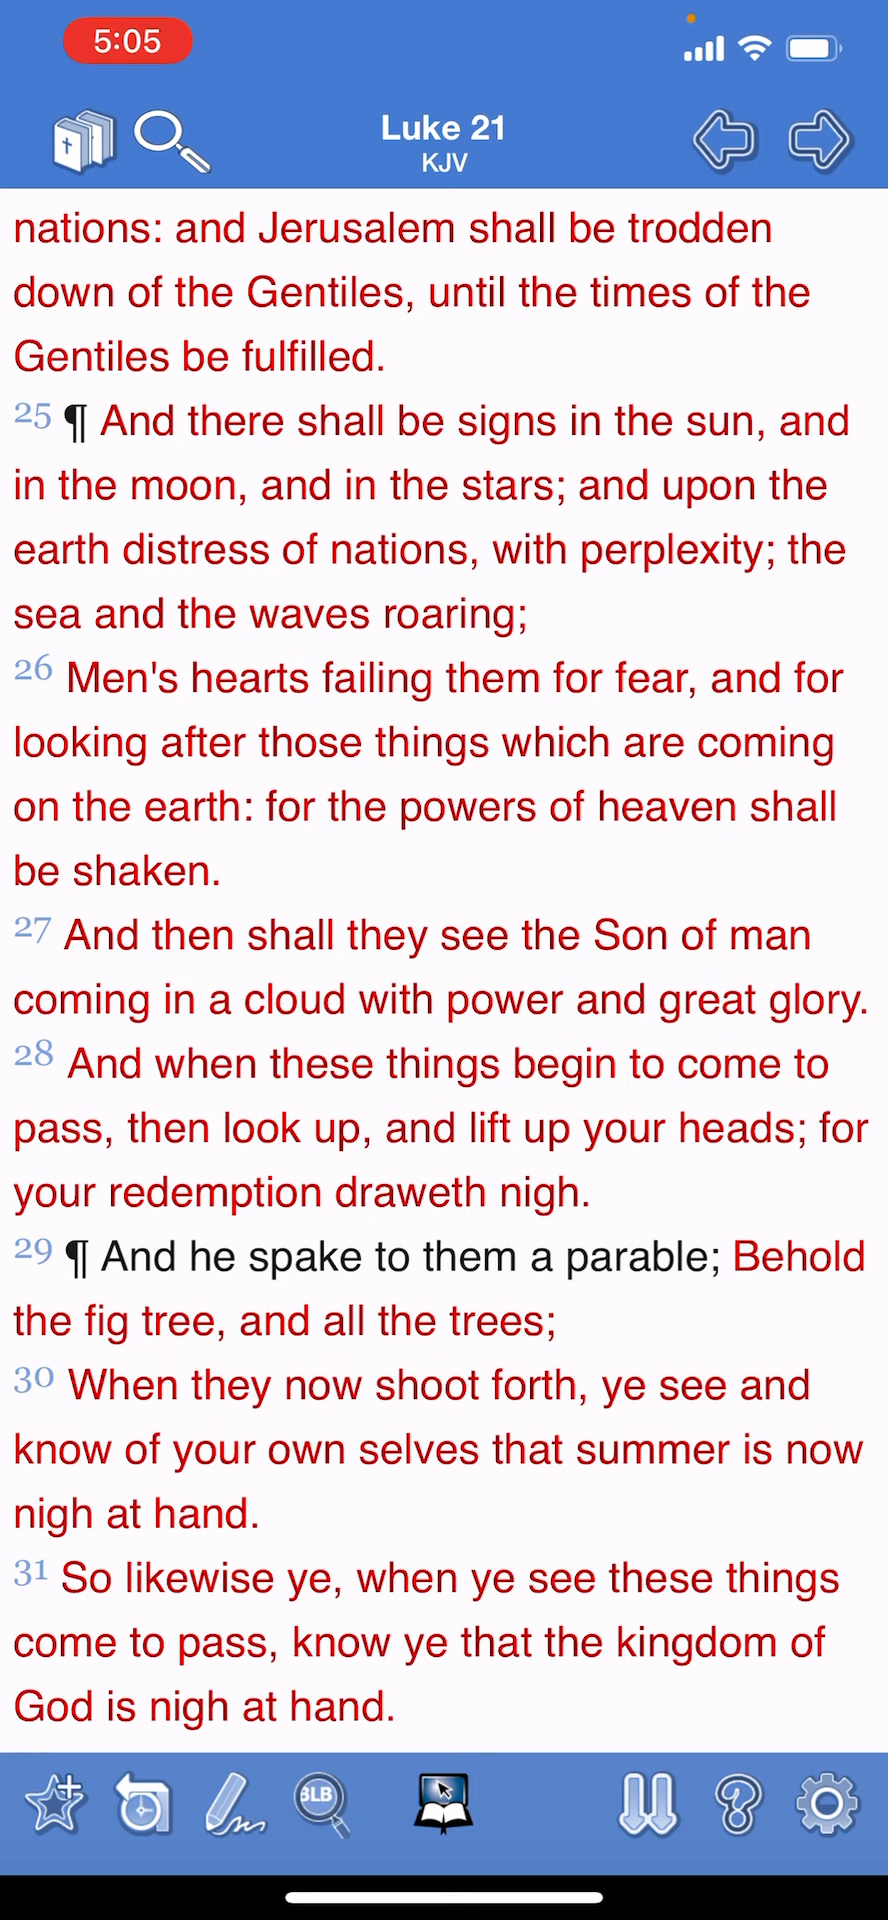 5:05
Luke 21
KJV
nations: and Jerusalem shall be trodden
down of the Gentiles, until the times of the
Gentiles be fulfilled.
25 ¶ And there shall be signs in the sun, and
in the moon, and in the stars; and upon the
earth distress of nations, with perplexity; the
sea and the waves roaring;
26 Men's hearts failing them for fear, and for
looking after those things which are coming
on the earth: for the powers of heaven shall
be shaken.
27 And then shall they see the Son of man
coming in a cloud with power and great glory.
28 And when these things begin to come to
pass, then look up, and lift up your heads; for
your redemption draweth nigh.
29 ¶ And he spake to them a parable; Behold
the fig tree, and all the trees;
30 When they now shoot forth, ye see and
know of your own selves that summer is now
nigh at hand.
31 So likewise ye, when ye see these things
come to pass, know ye that the kingdom of
God is nigh at hand.
BLB